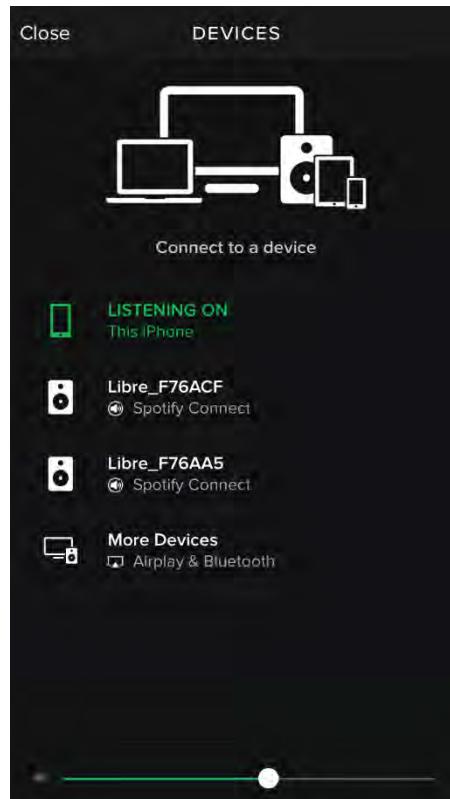 Close
DEVICES
Connect to a device
LISTENING ON
This iPhone
Libre_F76ACF
Spotify Connect
Libre_F76AA5
Spotify Connect
More Devices
Airplay & Bluetooth